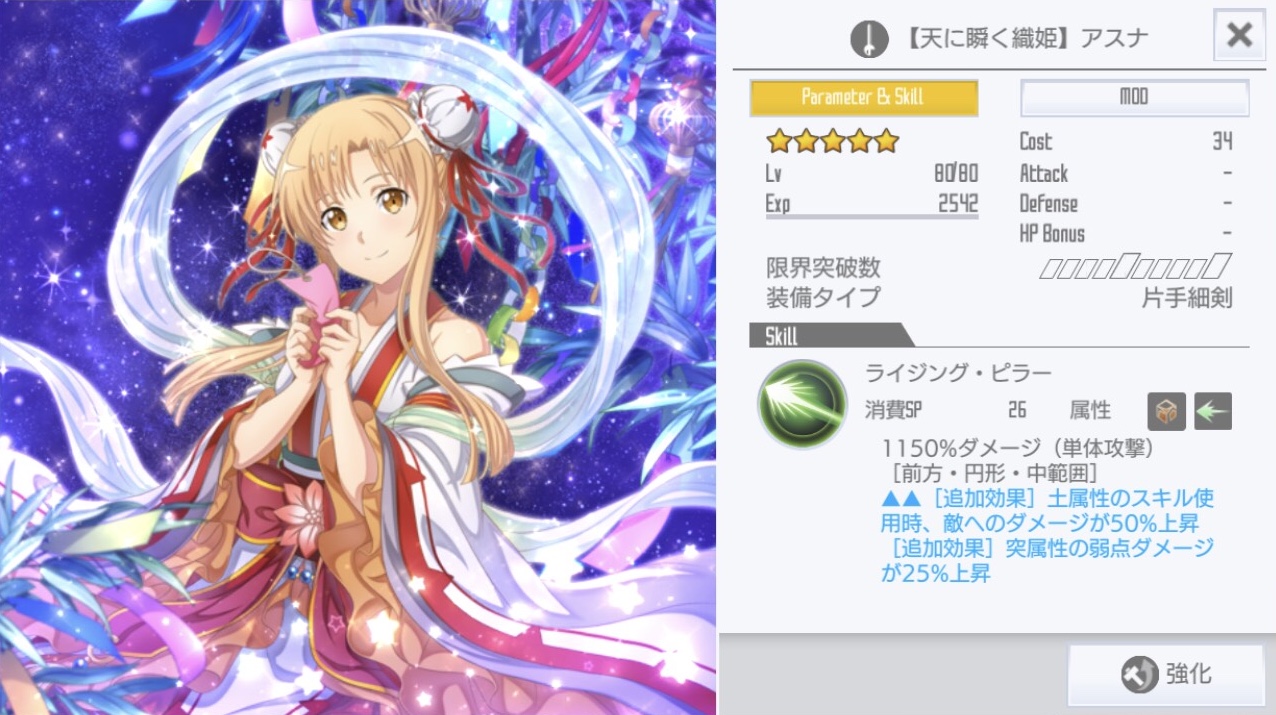 【天に瞬く織姫】アスナ
Parameter & Skill
MOD
Lv 80/80
Exp 2542
Cost 34
Attack -
Defense -
HP Bonus -
限界突破数
装備タイプ 片手細剣
Skill
ライジング・ピラー
消費SP 26 属性
1150%ダメージ（単体攻撃）
［前方・円形・中範囲］
▲▲［追加効果］土属性のスキル使
用時、敵へのダメージが50%上昇
［追加効果］突属性の弱点ダメージ
が25%上昇
強化